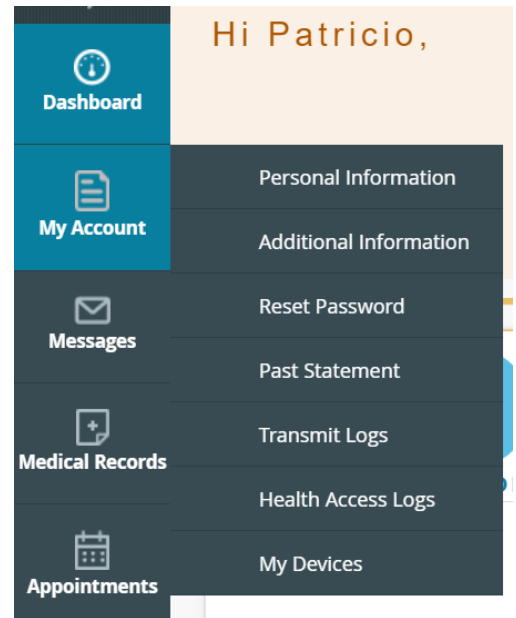 Hi Patricio,
Dashboard
My Account
Personal Information
Additional Information
Reset Password
Past Statement
Transmit Logs
Health Access Logs
My Devices
Messages
Medical Records
Appointments